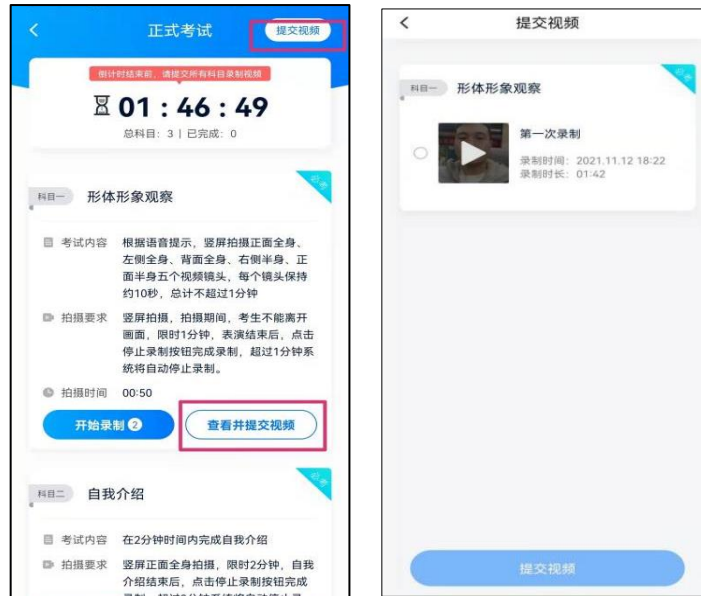 正式考试
提交视频
倒计时结束前，请提交所有科目录制视频
01：46：49
总科目：3 | 已完成：0
必考
科目一 形体形象观察
考试内容 根据语音提示，竖屏拍摄正面全身、
左侧全身、背面全身、右侧半身、正
面半身五个视频镜头，每个镜头保持
约10秒，总计不超过1分钟
拍摄要求 竖屏拍摄，拍摄期间，考生不能离开
画面，限时1分钟，表演结束后，点击
停止录制按钮完成录制，超过1分钟系
统将自动停止录制。
拍摄时间 00:50
开始录制 2
查看并提交视频
必考
科目二 自我介绍
考试内容 在2分钟时间内完成自我介绍
拍摄要求 竖屏正面全身拍摄，限时2分钟，自我
介绍结束后，点击停止录制按钮完成
提交视频
必考
科目一 形体形象观察
第一次录制
录制时间：2021.11.12 18:22
录制时长：01:42
提交视频